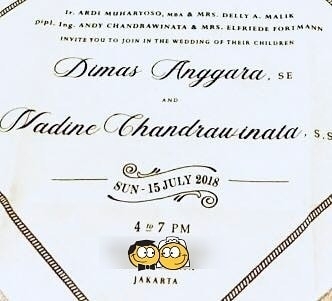 Ir. ARDI MUHARYOSO, MBA & MRS. DELLY A. MALIK
pipl. Ing. ANDY CHANDRAWINATA & MRS. ELFRIEDE FORTMANN
INVITE YOU TO JOIN IN THE WEDDING OF THEIR CHILDREN
Dimas Anggara, SE
AND
Nadine Chandrawinata, S.S
SUN - 15 JULY 2018
4 to 7 PM
JAKARTA